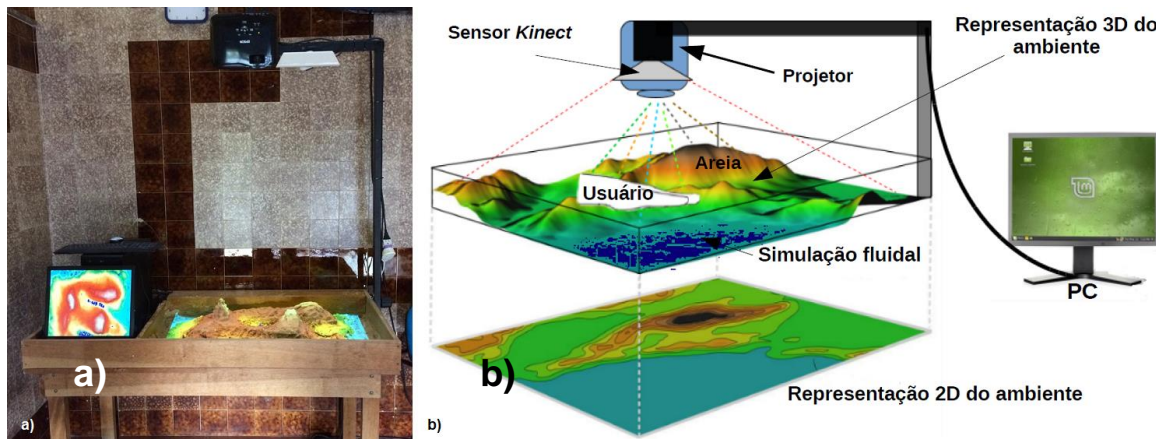 a)
a)
b)
Sensor Kinect
Projetor
Representação 3D do
ambiente
Areia
Usuário
Simulação fluidal
PC
b)
Representação 2D do ambiente
b)